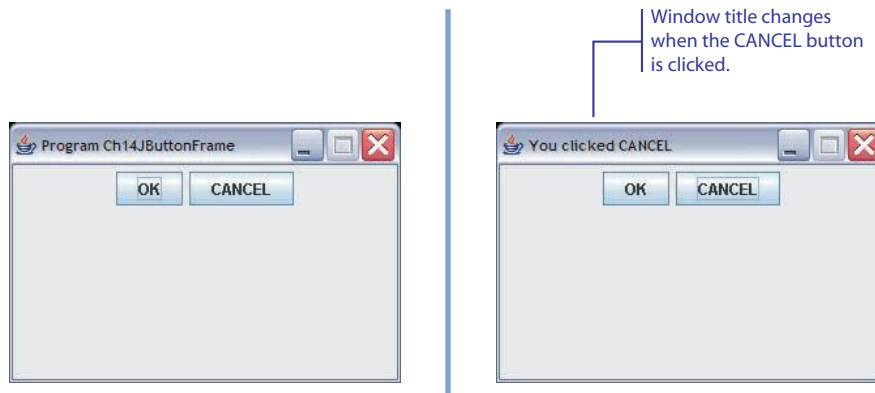 Window title changes
when the CANCEL button
is clicked.
Program Ch14JButtonFrame
OK CANCEL
You clicked CANCEL
OK CANCEL